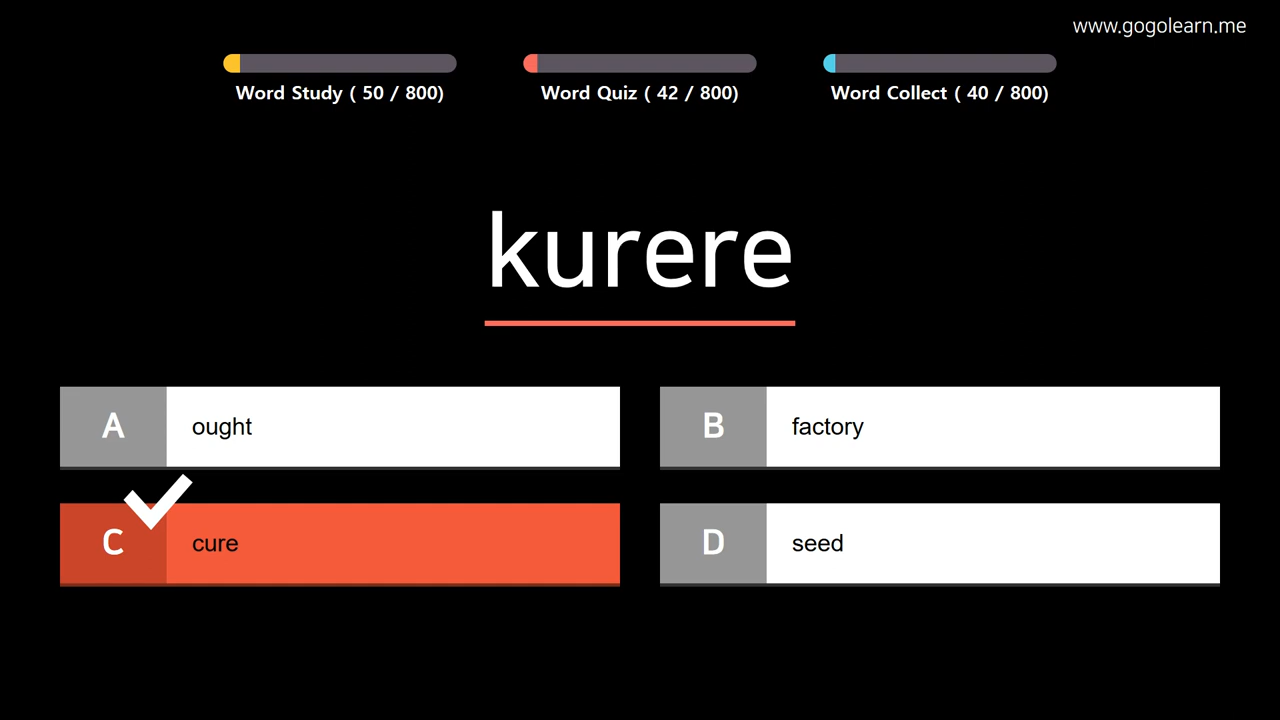 www.gogolearn.me
Word Study ( 50 / 800)
Word Quiz ( 42 / 800)
Word Collect ( 40 / 800)
kurere
A ought
B factory
C cure
D seed